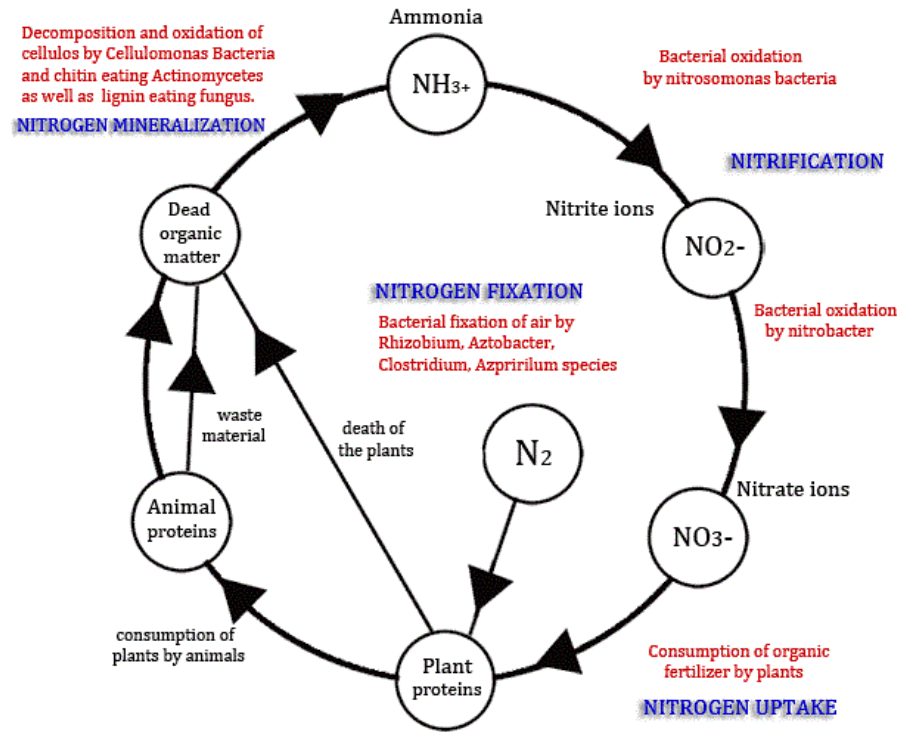 Ammonia
Decomposition and oxidation of
cellulos by Cellulomonas Bacteria
and chitin eating Actinomycetes
as well as lignin eating fungus.
NITROGEN MINERALIZATION
NH3+
Bacterial oxidation
by nitrosomonas bacteria
NITRIFICATION
Dead
organic
matter
Nitrite ions
NO2-
NITROGEN FIXATION
Bacterial fixation of air by
Rhizobium, Aztobacter,
Clostridium, Azpririlum species
Bacterial oxidation
by nitrobacter
waste
material
death of
the plants
N2
Nitrate ions
Animal
proteins
NO3-
consumption of
plants by animals
Plant
proteins
Consumption of organic
fertilizer by plants
NITROGEN UPTAKE